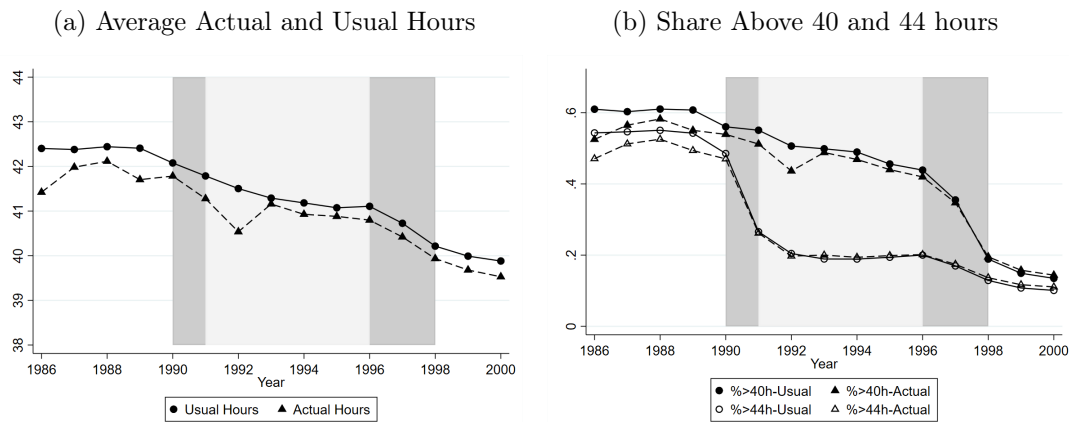 (a) Average Actual and Usual Hours
44
43
42
41
40
39
38
1986 1988 1990 1992 1994 1996 1998 2000
Year
Usual Hours Actual Hours
(b) Share Above 40 and 44 hours
.6
.4
.2
0
1986 1988 1990 1992 1994 1996 1998 2000
Year
%>40h-Usual %>40h-Actual
%>44h-Usual %>44h-Actual